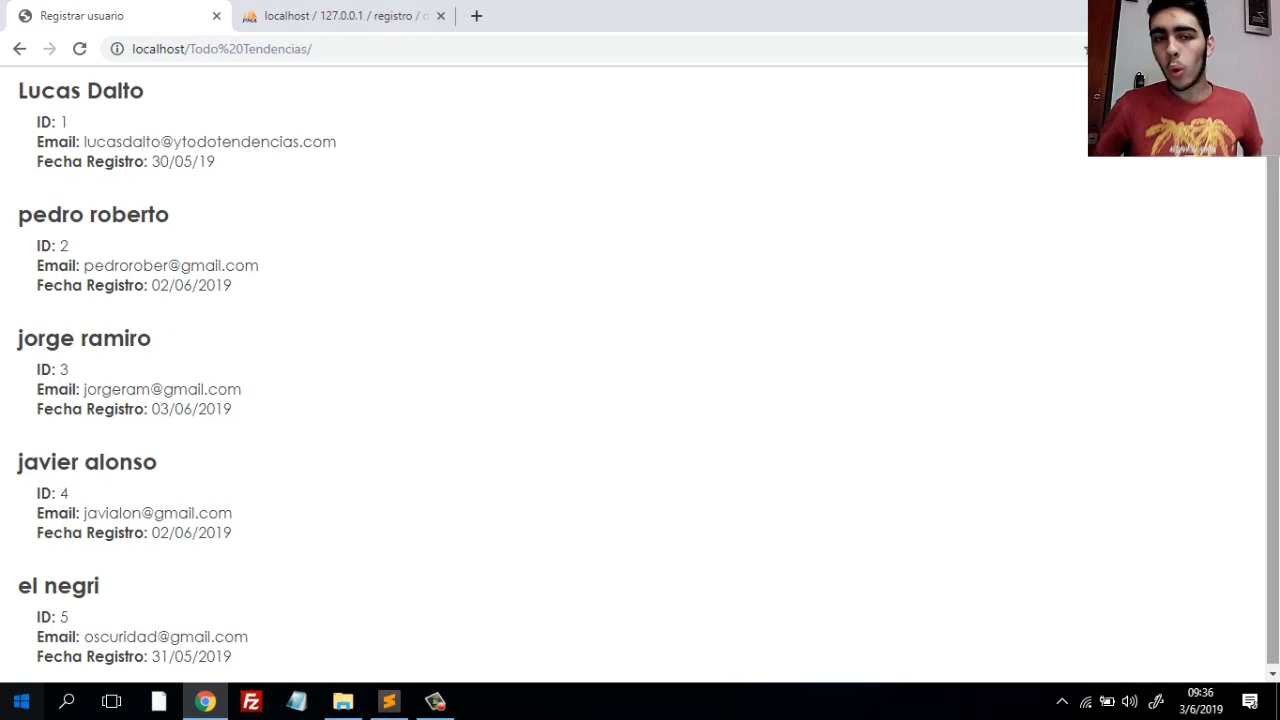 Registrar usuario
localhost / 127.0.0.1 / registro /
localhost/Todo%20Tendencias/
Lucas Dalto
ID: 1
Email: lucasdalto@ytodotendencias.com
Fecha Registro: 30/05/19
pedro roberto
ID: 2
Email: pedrorober@gmail.com
Fecha Registro: 02/06/2019
jorge ramiro
ID: 3
Email: jorgeram@gmail.com
Fecha Registro: 03/06/2019
javier alonso
ID: 4
Email: javialon@gmail.com
Fecha Registro: 02/06/2019
el negri
ID: 5
Email: oscuridad@gmail.com
Fecha Registro: 31/05/2019
09:36
3/6/2019